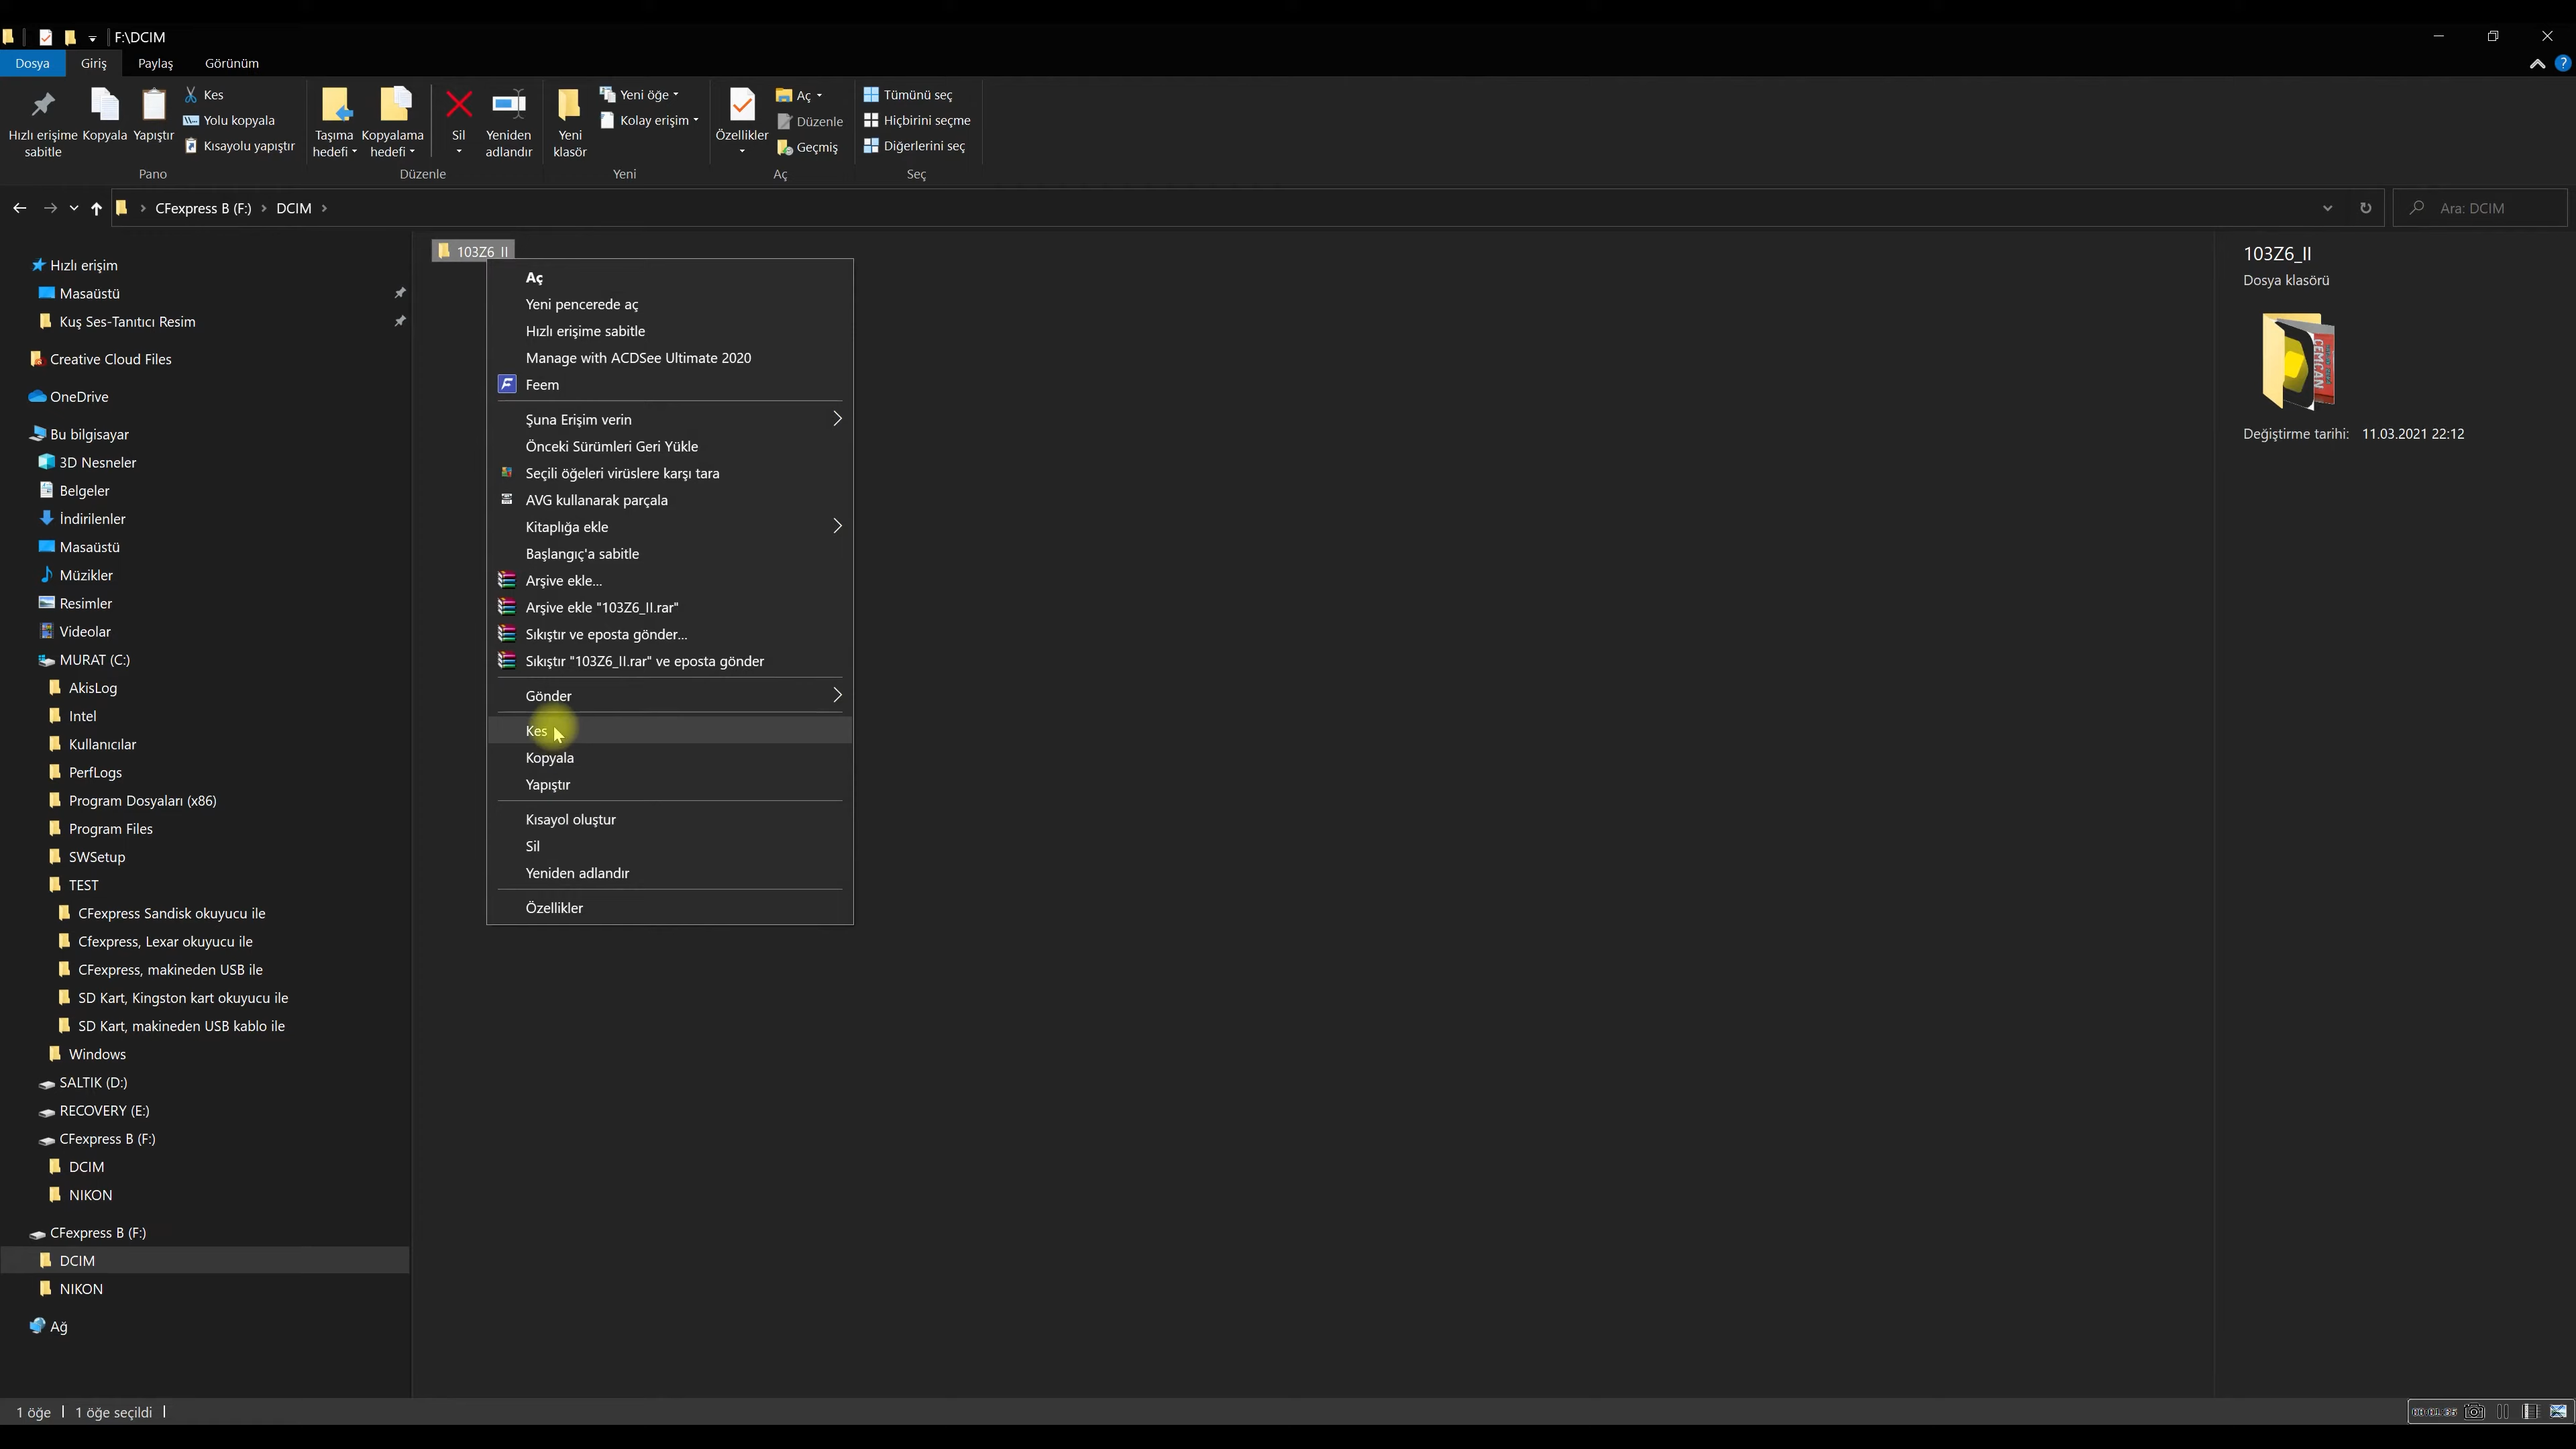 F:\DCIM
Dosya
Giriş
Paylaş
Görünüm
Hızlı erişime sabitle
Kopyala
Yapıştır
Kes
Yolu kopyala
Kısayolu yapıştır
Pano
Taşıma hedefi
Kopyalama hedefi
Sil
Yeniden adlandır
Düzenle
Yeni klasör
Yeni öğe
Kolay erişim
Yeni
Özellikler
Aç
Düzenle
Geçmiş
Aç
Tümünü seç
Hiçbirini seçme
Diğerlerini seç
Seç
CFexpress B (F:) > DCIM >
Ara: DCIM
Hızlı erişim
Masaüstü
Kuş Ses-Tanıtıcı Resim
Creative Cloud Files
OneDrive
Bu bilgisayar
3D Nesneler
Belgeler
İndirilenler
Masaüstü
Müzikler
Resimler
Videolar
MURAT (C:)
AkisLog
Intel
Kullanıcılar
PerfLogs
Program Dosyaları (x86)
Program Files
SWSetup
TEST
CFexpress Sandisk okuyucu ile
Cfexpress, Lexar okuyucu ile
CFexpress, makineden USB ile
SD Kart, Kingston kart okuyucu ile
SD Kart, makineden USB kablo ile
Windows
SALTIK (D:)
RECOVERY (E:)
CFexpress B (F:)
DCIM
NIKON
CFexpress B (F:)
DCIM
NIKON
Ağ
103Z6_II
Aç
Yeni pencerede aç
Hızlı erişime sabitle
Manage with ACDSee Ultimate 2020
Feem
Şuna Erişim verin
Önceki Sürümleri Geri Yükle
Seçili öğeleri virüslere karşı tara
AVG kullanarak parçala
Kitaplığa ekle
Başlangıç'a sabitle
Arşive ekle...
Arşive ekle "103Z6_II.rar"
Sıkıştır ve eposta gönder...
Sıkıştır "103Z6_II.rar" ve eposta gönder
Gönder
Kes
Kopyala
Yapıştır
Kısayol oluştur
Sil
Yeniden adlandır
Özellikler
103Z6_II
Dosya klasörü
CEMCAN
Değiştirme tarihi: 11.03.2021 22:12
1 öğe
1 öğe seçildi